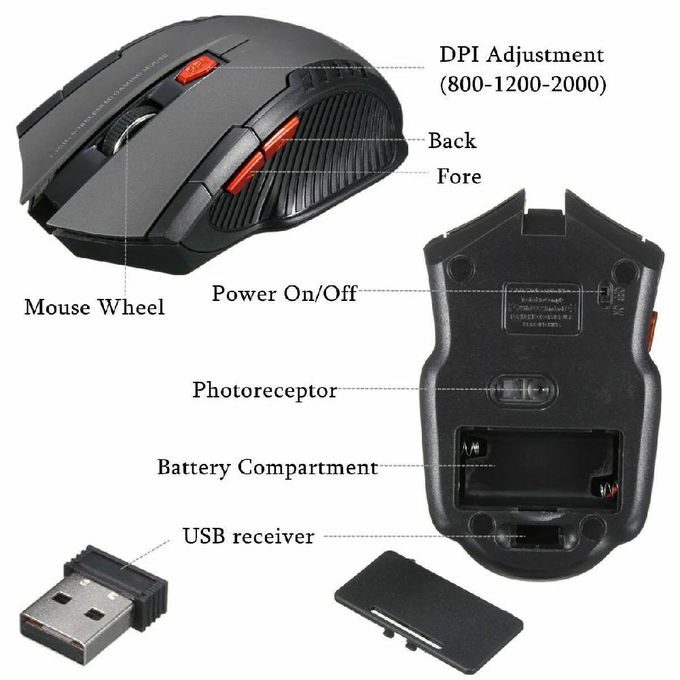 DPI Adjustment
(800-1200-2000)
Back
Fore
Mouse Wheel
Power On/Off
Photoreceptor
Battery Compartment
USB receiver